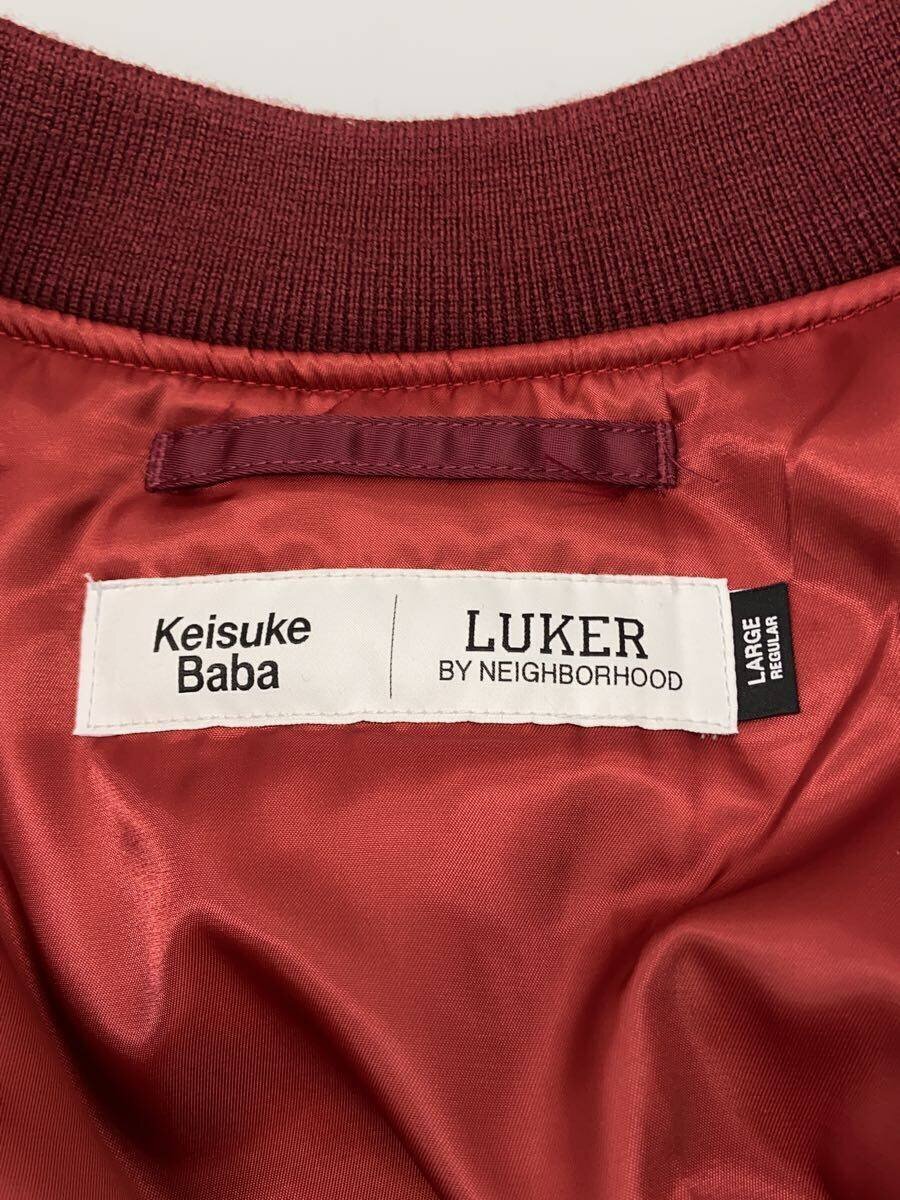 Keisuke
Baba
LUKER
BY NEIGHBORHOOD
LARGE
REGULAR